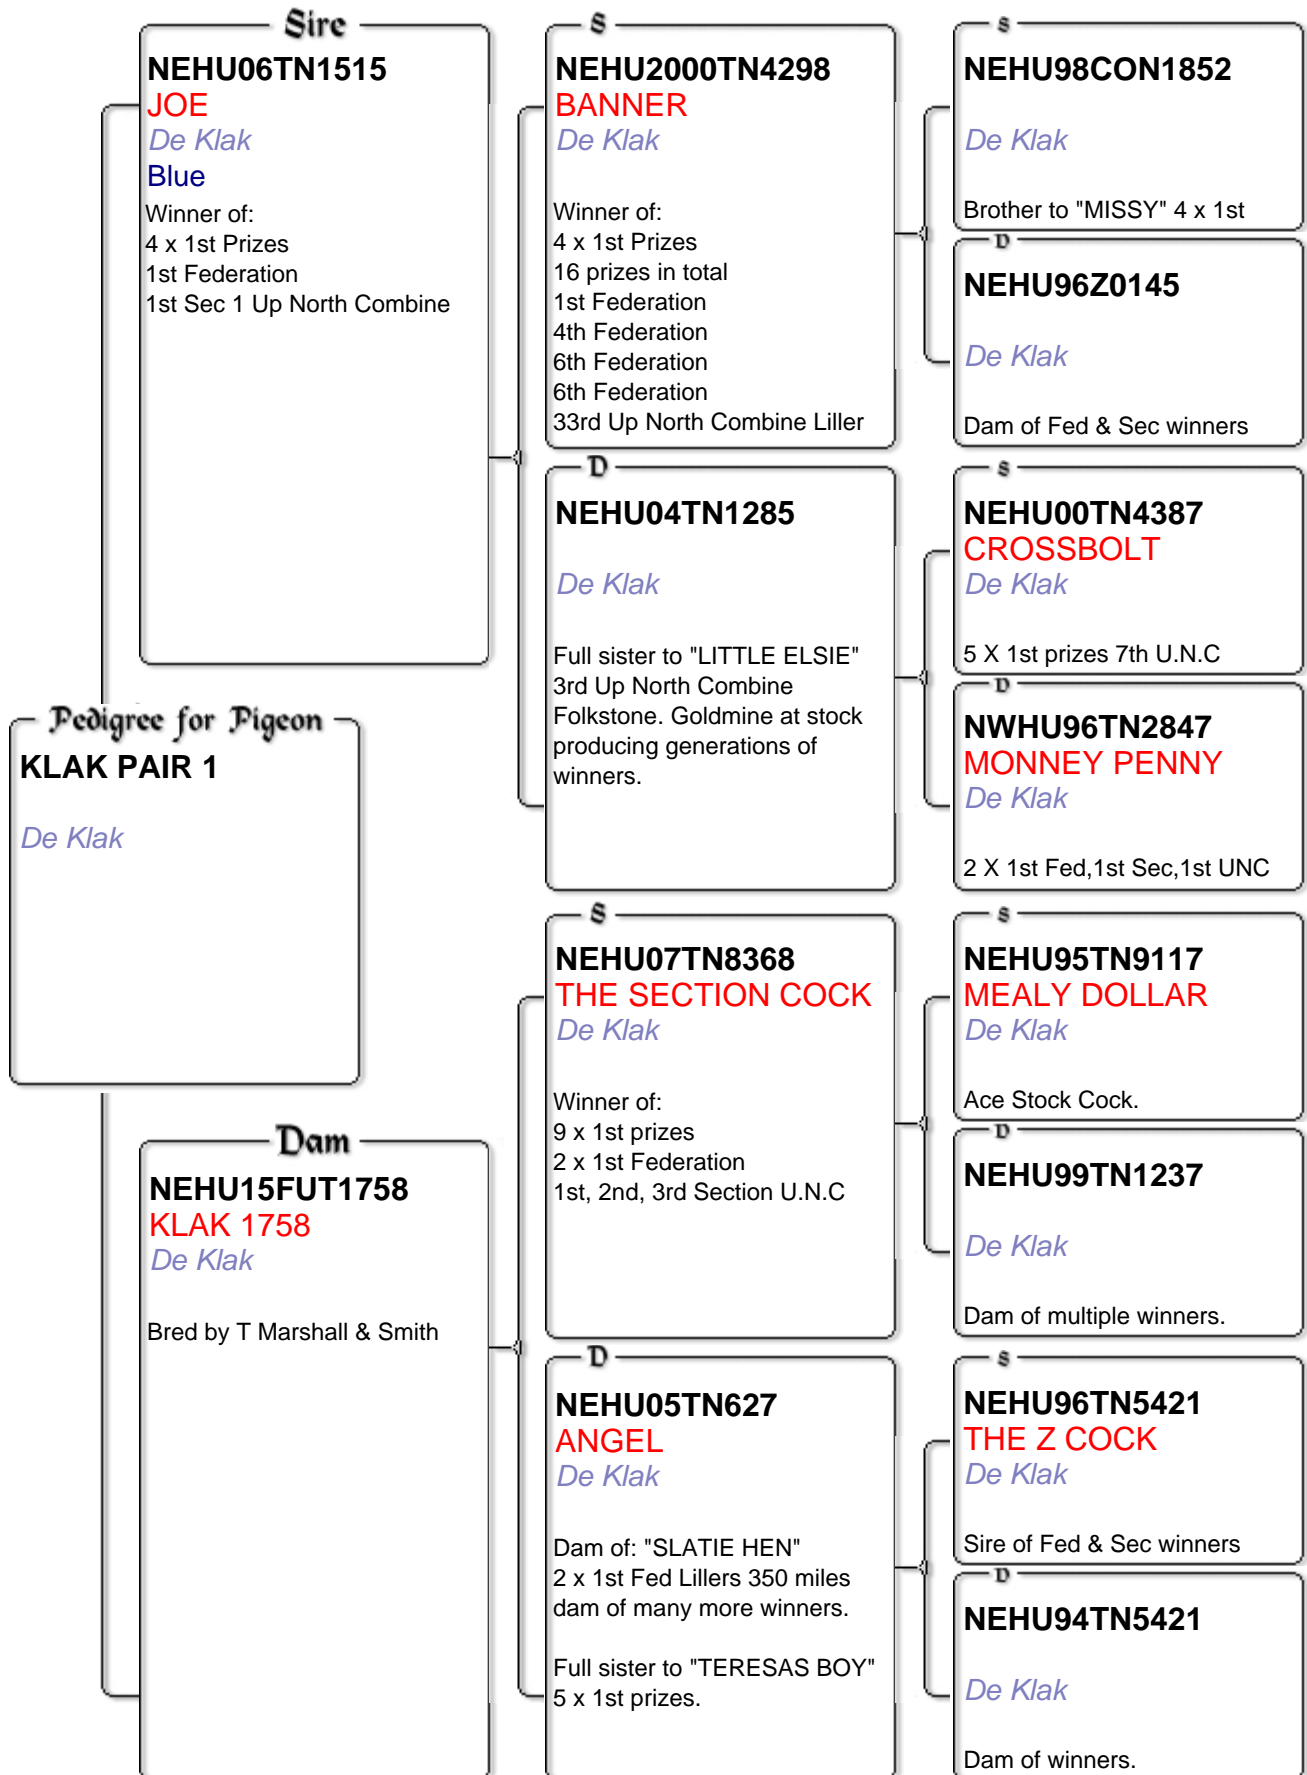 Sire
NEHU06TN1515
JOE
De Klak
Blue
Winner of:
4 x 1st Prizes
1st Federation
1st Sec 1 Up North Combine
Pedigree for Pigeon
KLAK PAIR 1
De Klak
Dam
NEHU15FUT1758
KLAK 1758
De Klak
Bred by T Marshall & Smith
S
NEHU2000TN4298
BANNER
De Klak
Winner of:
4 x 1st Prizes
16 prizes in total
1st Federation
4th Federation
6th Federation
6th Federation
33rd Up North Combine Liller
D
NEHU04TN1285
De Klak
Full sister to "LITTLE ELSIE"
3rd Up North Combine
Folkstone. Goldmine at stock
producing generations of
winners.
S
NEHU07TN8368
THE SECTION COCK
De Klak
Winner of:
9 x 1st prizes
2 x 1st Federation
1st, 2nd, 3rd Section U.N.C
D
NEHU05TN627
ANGEL
De Klak
Dam of: "SLATIE HEN"
2 x 1st Fed Lillers 350 miles
dam of many more winners.
Full sister to "TERESAS BOY"
5 x 1st prizes.
S
NEHU98CON1852
De Klak
Brother to "MISSY" 4 x 1st
D
NEHU96Z0145
De Klak
Dam of Fed & Sec winners
S
NEHU00TN4387
CROSSBOLT
De Klak
5 X 1st prizes 7th U.N.C
D
NWHU96TN2847
MONNEY PENNY
De Klak
2 X 1st Fed,1st Sec,1st UNC
S
NEHU95TN9117
MEALY DOLLAR
De Klak
Ace Stock Cock.
D
NEHU99TN1237
De Klak
Dam of multiple winners.
S
NEHU96TN5421
THE Z COCK
De Klak
Sire of Fed & Sec winners
D
NEHU94TN5421
De Klak
Dam of winners.